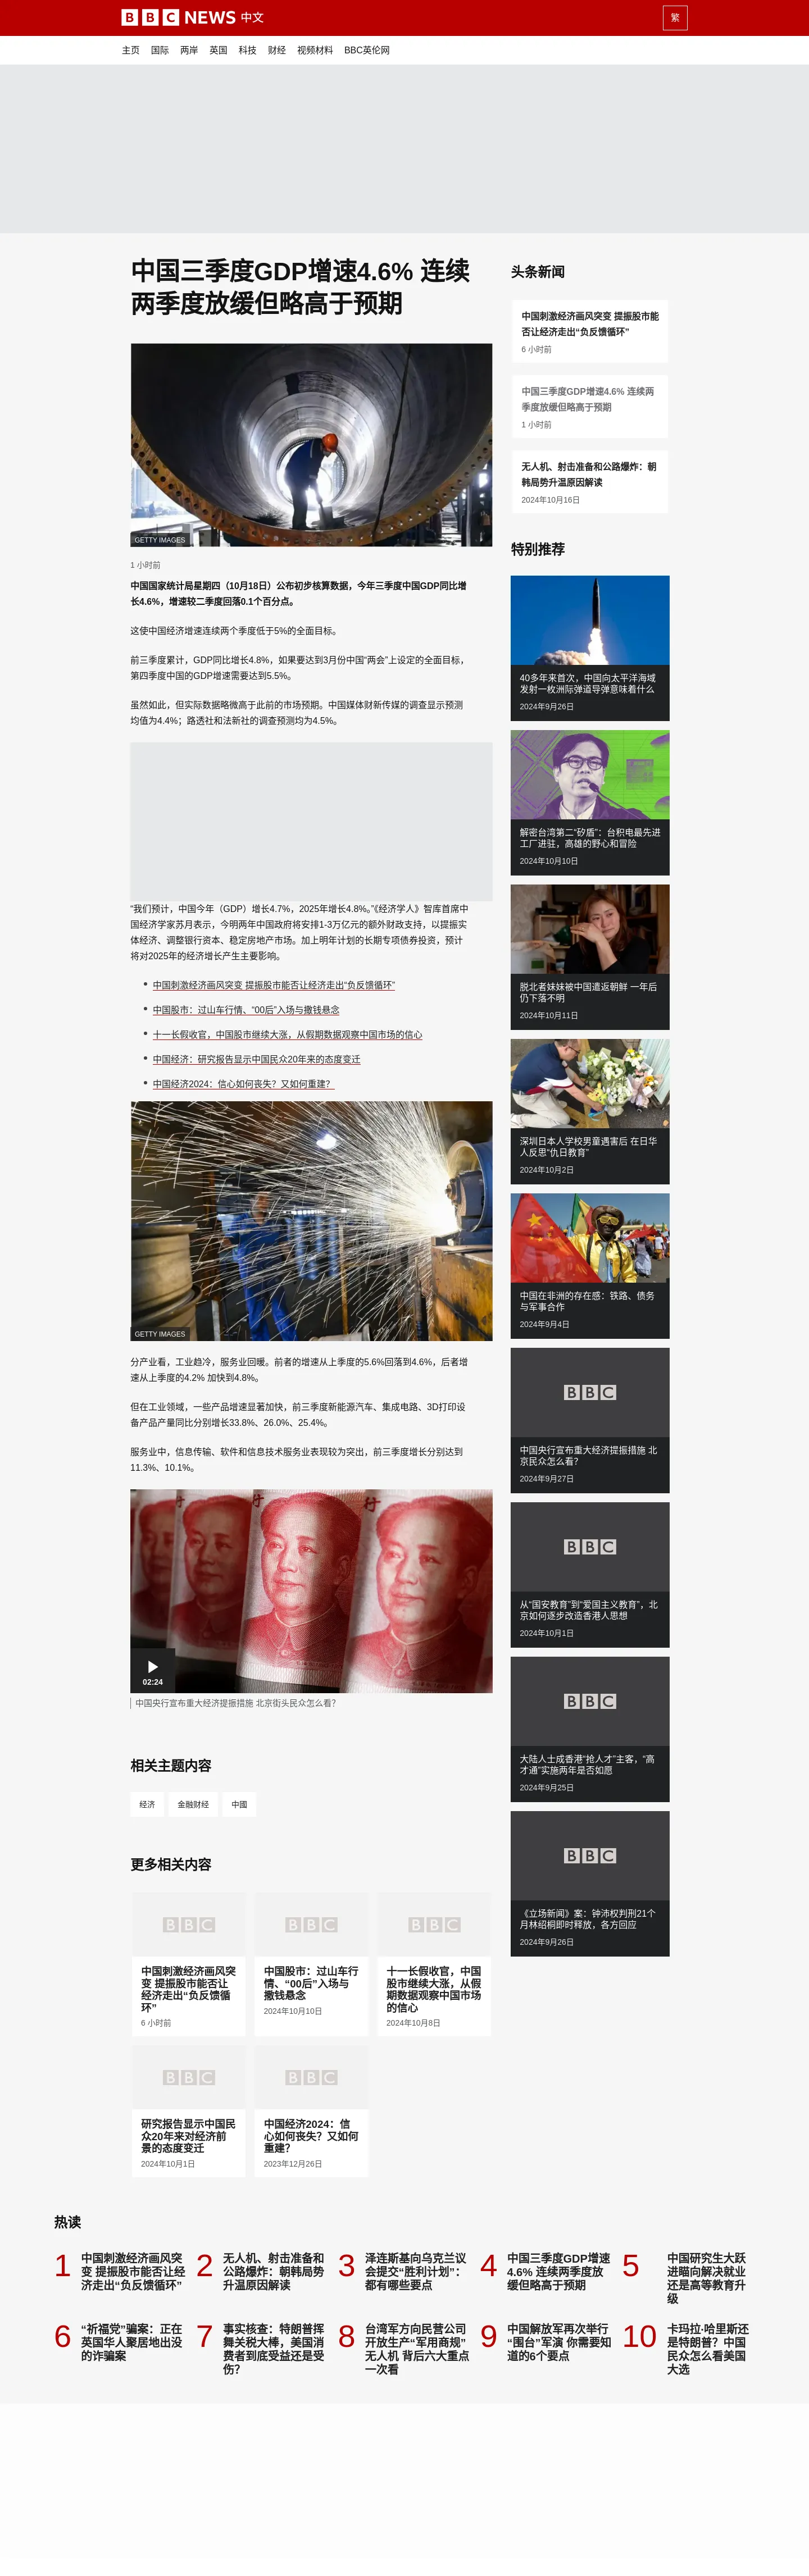 BBC NEWS 中文
繁
主页 国际 两岸 英国 科技 财经 视频材料 BBC英伦网
中国三季度GDP增速4.6% 连续
两季度放缓但略高于预期
GETTY IMAGES
1 小时前
中国国家统计局星期四（10月18日）公布初步核算数据，今年三季度中国GDP同比增
长4.6%，增速较二季度回落0.1个百分点。
这使中国经济增速连续两个季度低于5%的全面目标。
前三季度累计，GDP同比增长4.8%，如果要达到3月份中国“两会”上设定的全面目标，
第四季度中国的GDP增速需要达到5.5%。
虽然如此，但实际数据略微高于此前的市场预期。中国媒体财新传媒的调查显示预测
均值为4.4%；路透社和法新社的调查预测均为4.5%。
“我们预计，中国今年（GDP）增长4.7%，2025年增长4.8%。”《经济学人》智库首席中
国经济学家苏月表示，今明两年中国政府将安排1-3万亿元的额外财政支持，以提振实
体经济、调整银行资本、稳定房地产市场。加上明年计划的长期专项债券投资，预计
将对2025年的经济增长产生主要影响。
中国刺激经济画风突变 提振股市能否让经济走出“负反馈循环”
中国股市：过山车行情、“00后”入场与撒钱悬念
十一长假收官，中国股市继续大涨，从假期数据观察中国市场的信心
中国经济：研究报告显示中国民众20年来的态度变迁
中国经济2024：信心如何丧失？又如何重建？
GETTY IMAGES
分产业看，工业趋冷，服务业回暖。前者的增速从上季度的5.6%回落到4.6%，后者增
速从上季度的4.2% 加快到4.8%。
但在工业领域，一些产品增速显著加快，前三季度新能源汽车、集成电路、3D打印设
备产品产量同比分别增长33.8%、26.0%、25.4%。
服务业中，信息传输、软件和信息技术服务业表现较为突出，前三季度增长分别达到
11.3%、10.1%。
02:24
中国央行宣布重大经济提振措施 北京街头民众怎么看？
相关主题内容
经济 金融财经 中國
更多相关内容
BBC
中国刺激经济画风突
变 提振股市能否让
经济走出“负反馈循
环”
6 小时前
BBC
中国股市：过山车行
情、“00后”入场与
撒钱悬念
2024年10月10日
BBC
十一长假收官，中国
股市继续大涨，从假
期数据观察中国市场
的信心
2024年10月8日
BBC
研究报告显示中国民
众20年来对经济前
景的态度变迁
2024年10月1日
BBC
中国经济2024：信
心如何丧失？又如何
重建？
2023年12月26日
头条新闻
中国刺激经济画风突变 提振股市能
否让经济走出“负反馈循环”
6 小时前
中国三季度GDP增速4.6% 连续两
季度放缓但略高于预期
1 小时前
无人机、射击准备和公路爆炸：朝
韩局势升温原因解读
2024年10月16日
特别推荐
40多年来首次，中国向太平洋海域
发射一枚洲际弹道导弹意味着什么
2024年9月26日
解密台湾第二“矽盾”：台积电最先进
工厂进驻，高雄的野心和冒险
2024年10月10日
脱北者妹妹被中国遣返朝鲜 一年后
仍下落不明
2024年10月11日
深圳日本人学校男童遇害后 在日华
人反思“仇日教育”
2024年10月2日
中国在非洲的存在感：铁路、债务
与军事合作
2024年9月4日
BBC
中国央行宣布重大经济提振措施 北
京民众怎么看？
2024年9月27日
BBC
从“国安教育”到“爱国主义教育”，北
京如何逐步改造香港人思想
2024年10月1日
BBC
大陆人士成香港“抢人才”主客，“高
才通”实施两年是否如愿
2024年9月25日
BBC
《立场新闻》案：钟沛权判刑21个
月林绍桐即时释放，各方回应
2024年9月26日
热读
1
中国刺激经济画风突
变 提振股市能否让经
济走出“负反馈循环”
2
无人机、射击准备和
公路爆炸：朝韩局势
升温原因解读
3
泽连斯基向乌克兰议
会提交“胜利计划”：
都有哪些要点
4
中国三季度GDP增速
4.6% 连续两季度放
缓但略高于预期
5
中国研究生大跃
进瞄向解决就业
还是高等教育升
级
6
“祈福党”骗案：正在
英国华人聚居地出没
的诈骗案
7
事实核查：特朗普挥
舞关税大棒，美国消
费者到底受益还是受
伤？
8
台湾军方向民营公司
开放生产“军用商规”
无人机 背后六大重点
一次看
9
中国解放军再次举行
“围台”军演 你需要知
道的6个要点
10
卡玛拉·哈里斯还
是特朗普？中国
民众怎么看美国
大选